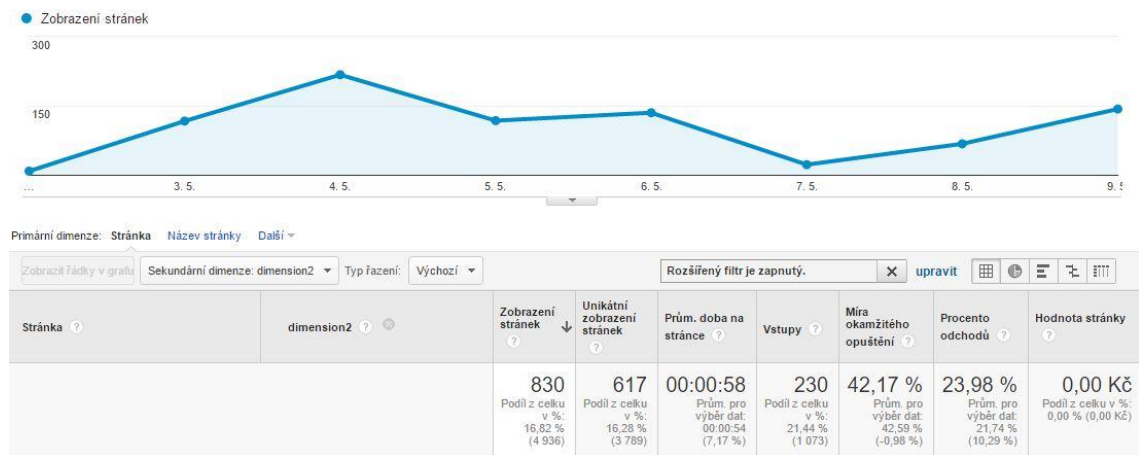 Zobrazení stránek
300
150
...
3. 5.
4. 5.
5. 5.
6. 5.
7. 5.
8. 5.
9. 5
Primární dimenze: Stránka Název stránky Další
Zobrazit řádky v grafu Sekundární dimenze: dimension2 Typ řazení: Výchozí Rozšířený filtr je zapnutý. upravit
Stránka ?
dimension2 ?
Zobrazení
stránek
?
Unikátní
zobrazení
stránek
?
Prům. doba na
stránce ?
Vstupy ?
Míra
okamžitého
opuštění ?
Procento
odchodů ?
Hodnota stránky
?
830
Podíl z celku
v %:
16,82 %
(4 936)
617
Podíl z celku
v %:
16,28 %
(3 789)
00:00:58
Prům. pro
výběr dat:
00:00:54
(7,17 %)
230
Podíl z celku
v %:
21,44 %
(1 073)
42,17 %
Prům. pro
výběr dat:
42,59 %
(-0,98 %)
23,98 %
Prům. pro
výběr dat:
21,74 %
(10,29 %)
0,00 Kč
Podíl z celku v %:
0,00 % (0,00 Kč)